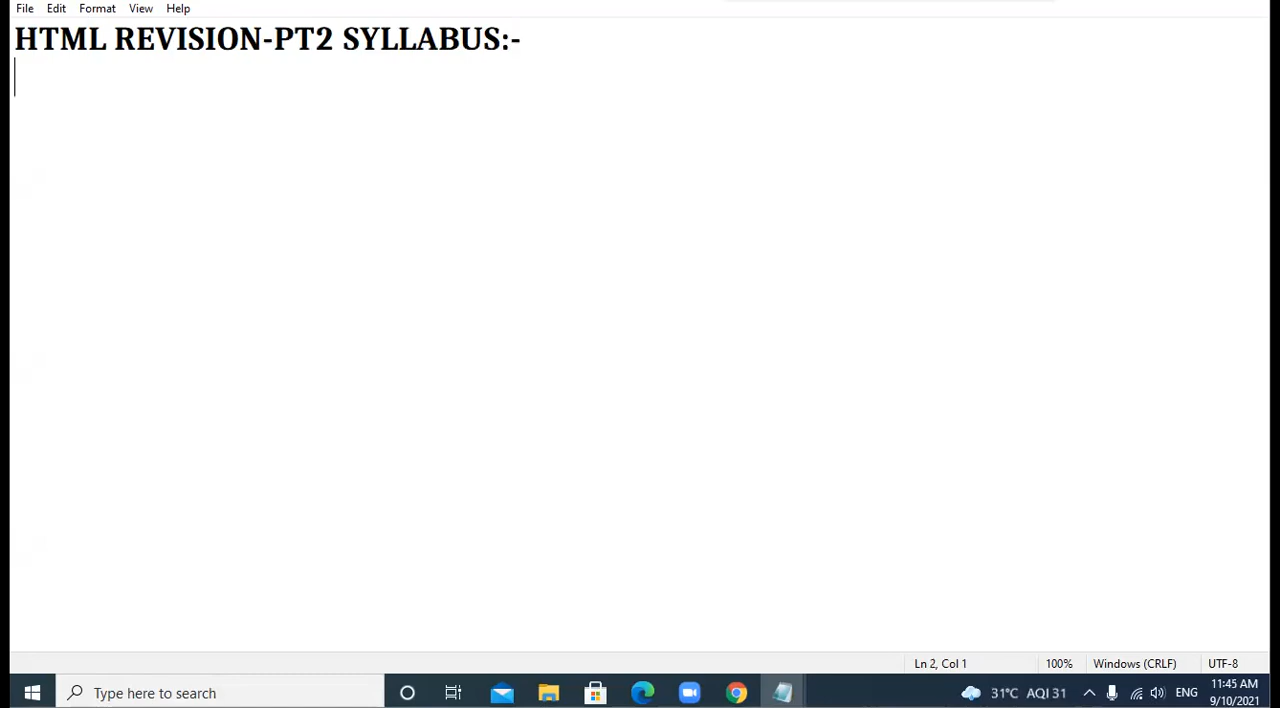 File Edit Format View Help
HTML REVISION-PT2 SYLLABUS:-
Ln 2, Col 1 100% Windows (CRLF) UTF-8
Type here to search 31°C AQI 31 ENG 11:45 AM
9/10/2021